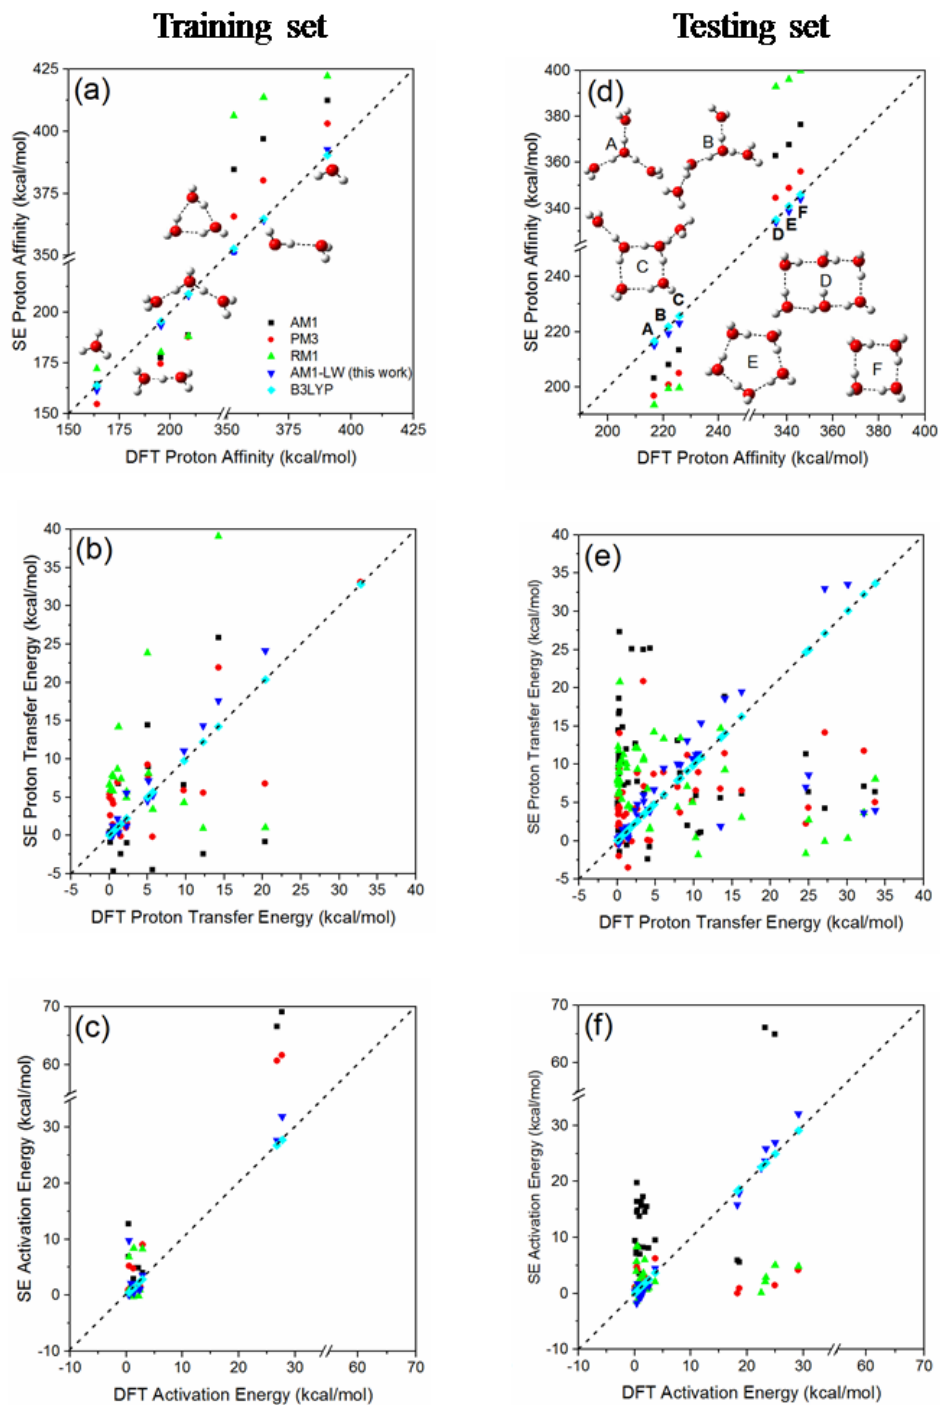 Training set
Testing set
(a)
SE Proton Affinity (kcal/mol)
425
400
375
350
200
175
150
150 200 350 375 400 425
DFT Proton Affinity (kcal/mol)
AM1
PM3
RM1
AM1-LW (this work)
B3LYP
(d)
SE Proton Affinity (kcal/mol)
400
380
360
340
240
220
200
200 220 240 340 360 380 400
DFT Proton Affinity (kcal/mol)
A
B
C
D
E
F
A
B
C
D
E
F
(b)
SE Proton Transfer Energy (kcal/mol)
40
35
30
25
20
15
10
5
0
-5
-5 0 5 10 15 20 25 30 35 40
DFT Proton Transfer Energy (kcal/mol)
(e)
SE Proton Transfer Energy (kcal/mol)
40
35
30
25
20
15
10
5
0
-5
-5 0 5 10 15 20 25 30 35 40
DFT Proton Transfer Energy (kcal/mol)
(c)
SE Activation Energy (kcal/mol)
70
60
30
20
10
0
-10
-10 0 10 20 30 70
DFT Activation Energy (kcal/mol)
(f)
SE Activation Energy (kcal/mol)
70
60
30
20
10
0
-10
-10 0 10 20 30 70
DFT Activation Energy (kcal/mol)